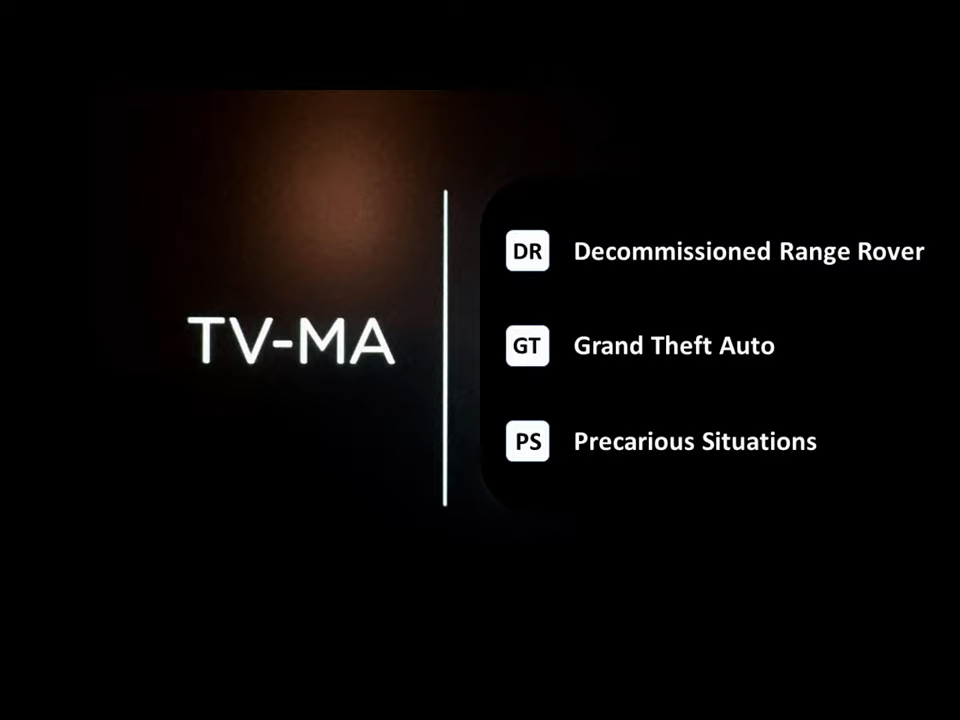 TV-MA
DR Decommissioned Range Rover
GT Grand Theft Auto
PS Precarious Situations